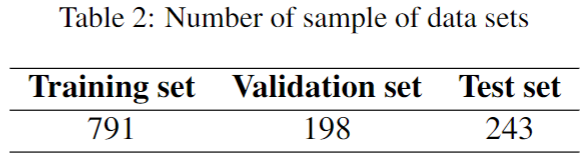 Table 2: Number of sample of data sets
Training set Validation set Test set
791 198 243